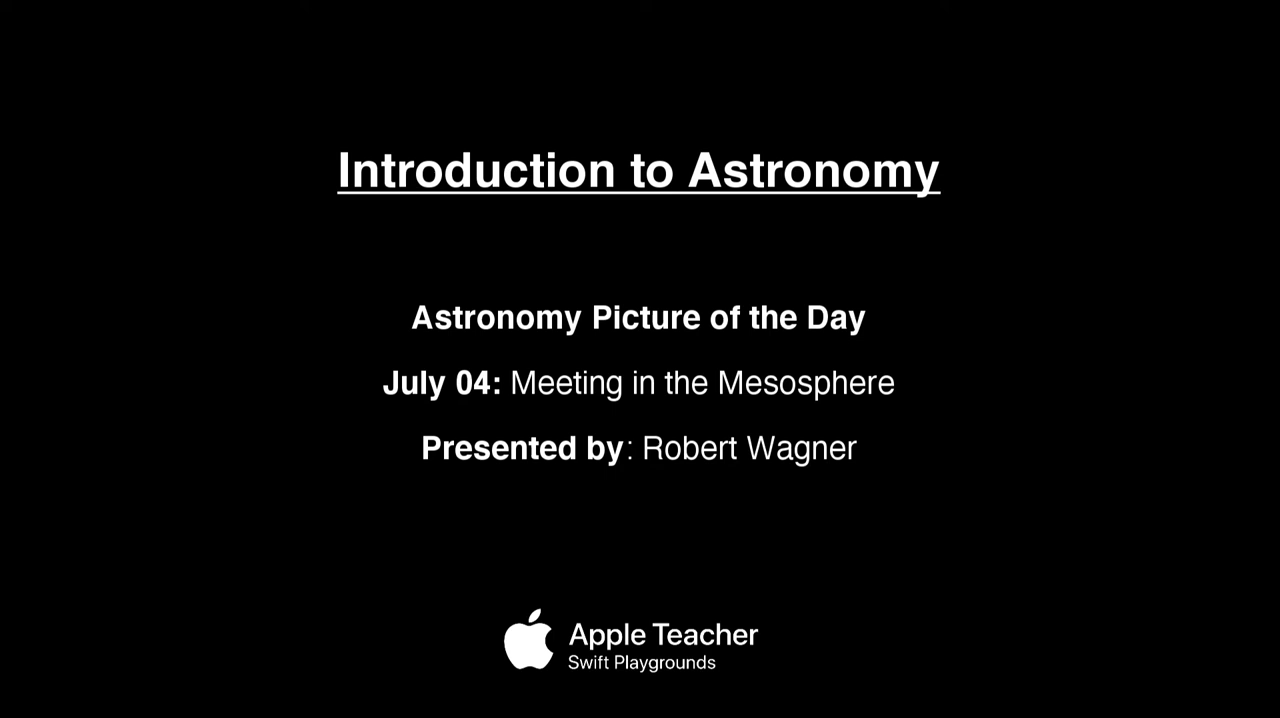 Introduction to Astronomy
Astronomy Picture of the Day
July 04: Meeting in the Mesosphere
Presented by: Robert Wagner
Apple Teacher
Swift Playgrounds